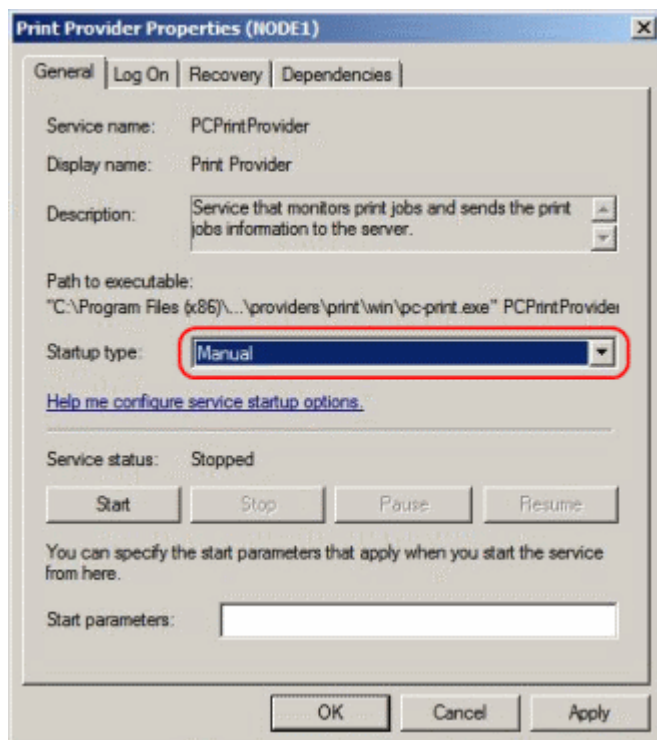 Print Provider Properties (NODE1)
General Log On Recovery Dependencies
Service name: PCPrintProvider
Display name: Print Provider
Description: Service that monitors print jobs and sends the print
jobs information to the server.
Path to executable:
"C:\Program Files (x86)\...\providers\print\win\pc-print.exe" PCPrintProvider
Startup type: Manual
Help me configure service startup options.
Service status: Stopped
Start Stop Pause Resume
You can specify the start parameters that apply when you start the service
from here.
Start parameters:
OK Cancel Apply